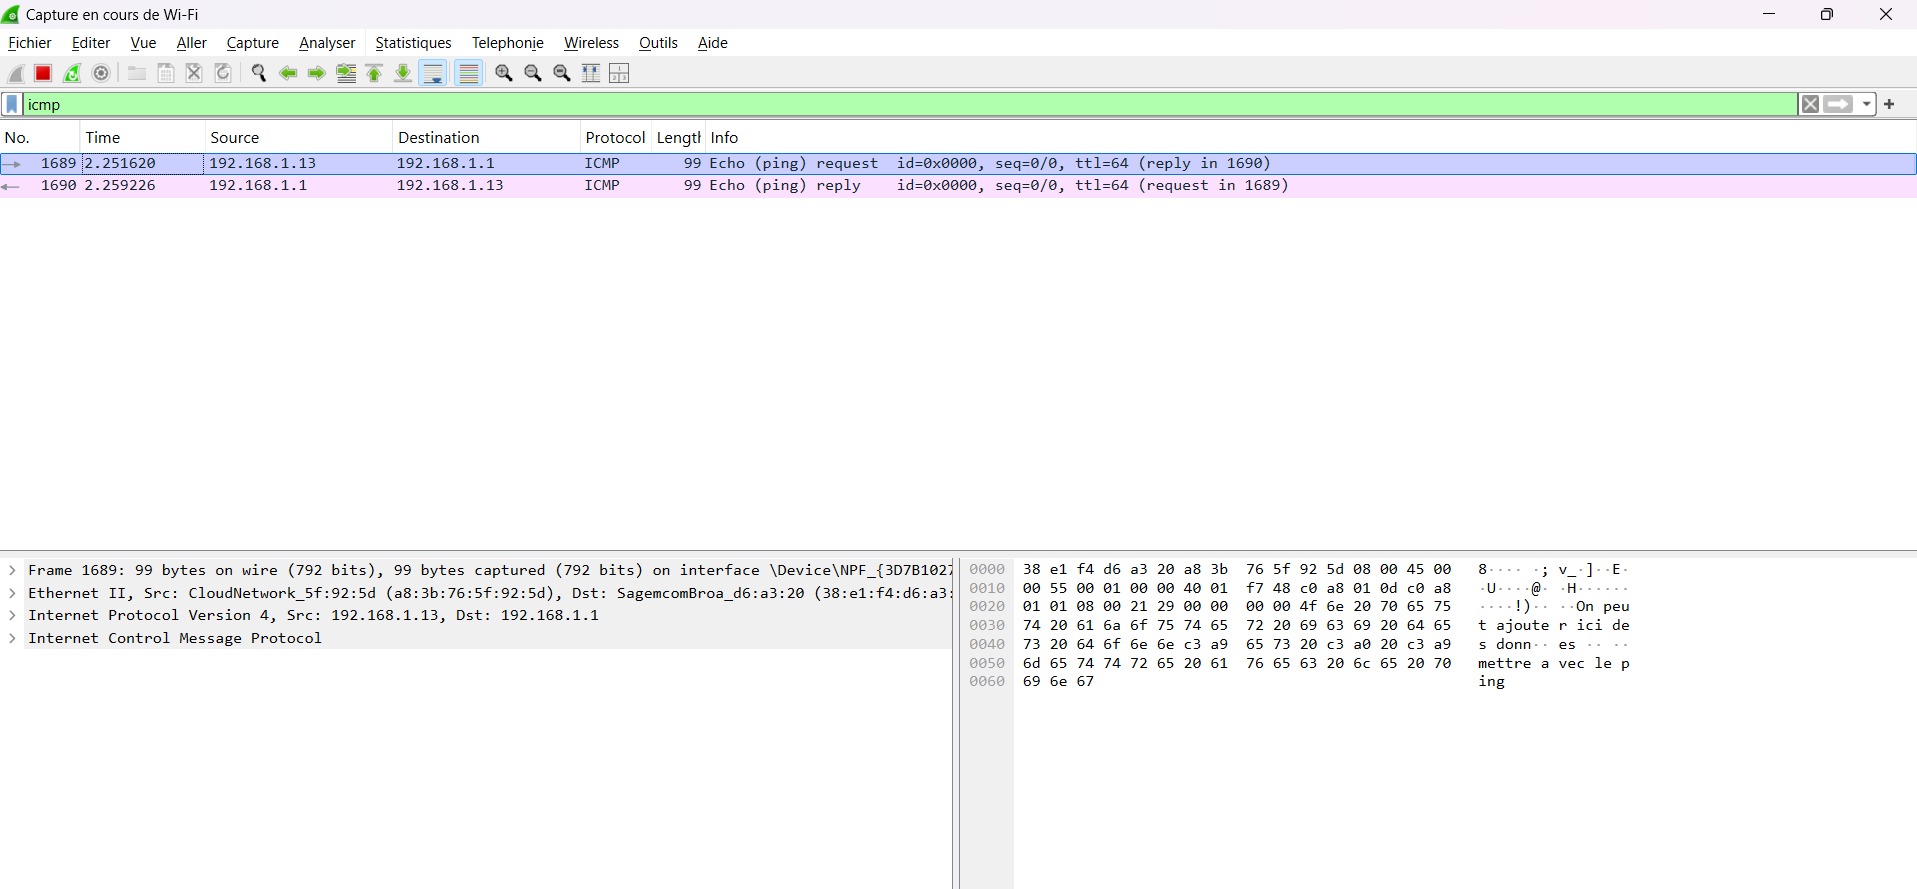 Capture en cours de Wi-Fi
Fichier Editer Vue Aller Capture Analyser Statistiques Telephonie Wireless Outils Aide
icmp
No. Time Source Destination Protocol Lengtl Info
1689 2.251620 192.168.1.13 192.168.1.1 ICMP 99 Echo (ping) request id=0x0000, seq=0/0, ttl=64 (reply in 1690)
1690 2.259226 192.168.1.1 192.168.1.13 ICMP 99 Echo (ping) reply id=0x0000, seq=0/0, ttl=64 (request in 1689)
Frame 1689: 99 bytes on wire (792 bits), 99 bytes captured (792 bits) on interface \Device\NPF_{3D7B1027
Ethernet II, Src: CloudNetwork_5f:92:5d (a8:3b:76:5f:92:5d), Dst: SagemcomBroa_d6:a3:20 (38:e1:f4:d6:a3:
Internet Protocol Version 4, Src: 192.168.1.13, Dst: 192.168.1.1
Internet Control Message Protocol
0000 38 e1 f4 d6 a3 20 a8 3b 76 5f 92 5d 08 00 45 00 8···· ·; v_·]··E·
0010 00 55 00 01 00 00 40 01 f7 48 c0 a8 01 0d c0 a8 ·U····@· ·H······
0020 01 01 08 00 21 29 00 00 00 00 4f 6e 20 70 65 75 ····!)·· ··On peu
0030 74 20 61 6a 6f 75 74 65 72 20 69 63 69 20 64 65 t ajoute r ici de
0040 73 20 64 6f 6e 6e c3 a9 65 73 20 c3 a0 20 c3 a9 s donn·· es ·· ··
0050 6d 65 74 74 72 65 20 61 76 65 63 20 6c 65 20 70 mettre a vec le p
0060 69 6e 67 ing